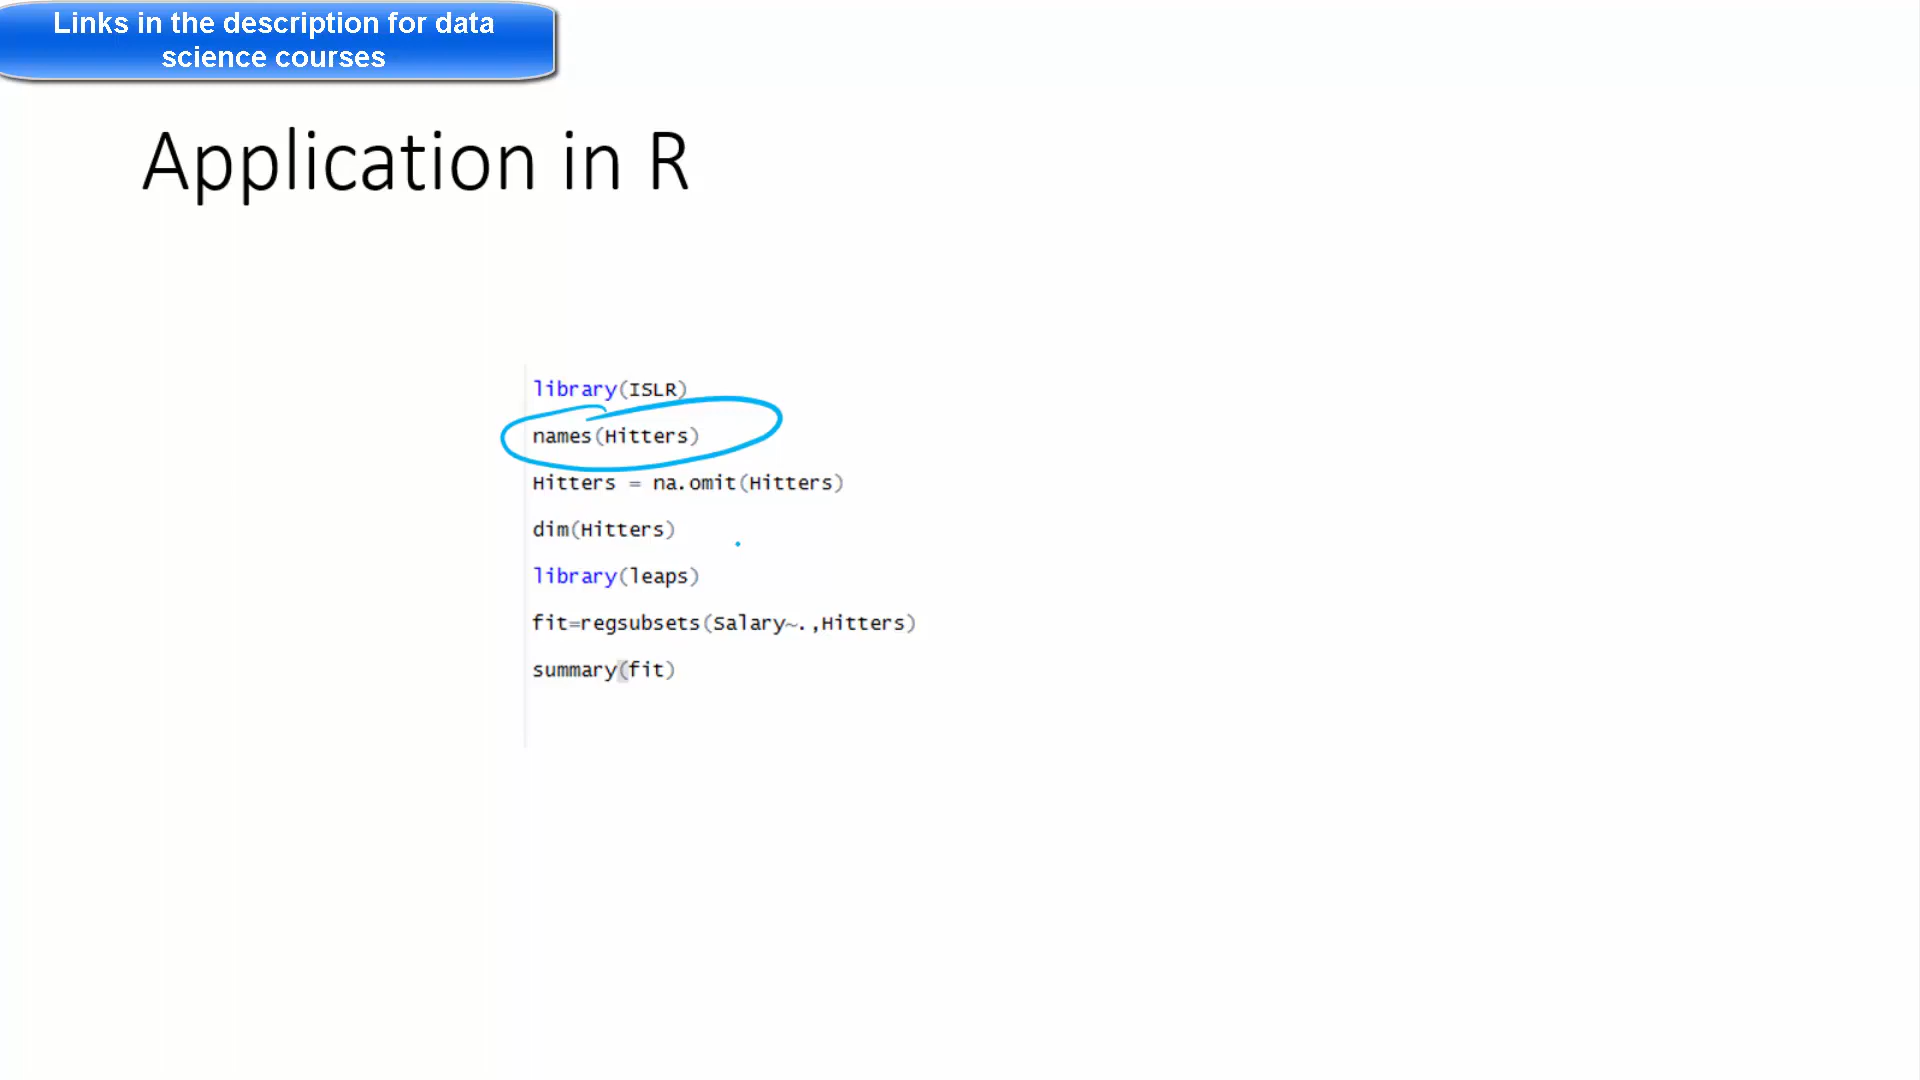 Links in the description for data
science courses
Application in R
library(ISLR)
names(Hitters)
Hitters = na.omit(Hitters)
dim(Hitters)
library(leaps)
fit=regsubsets(Salary~.,Hitters)
summary(fit)